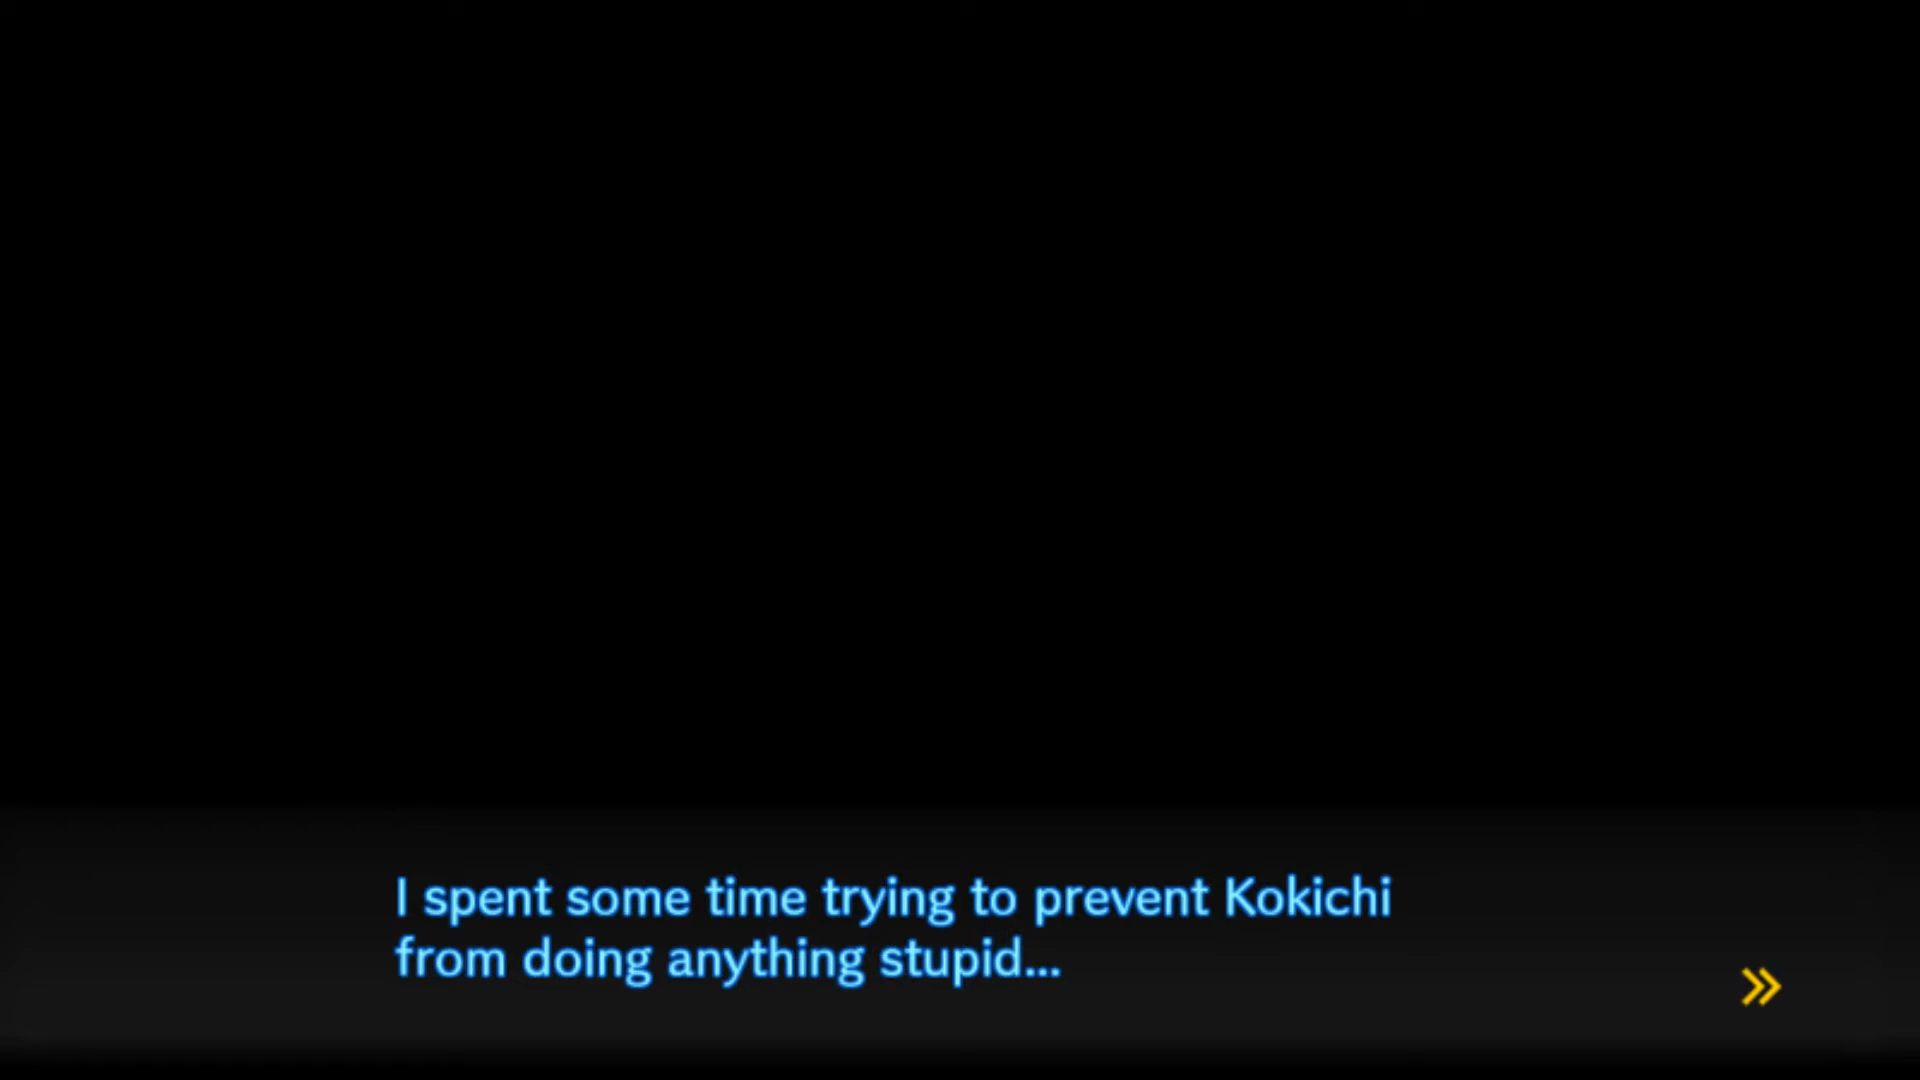 I spent some time trying to prevent Kokichi
from doing anything stupid...